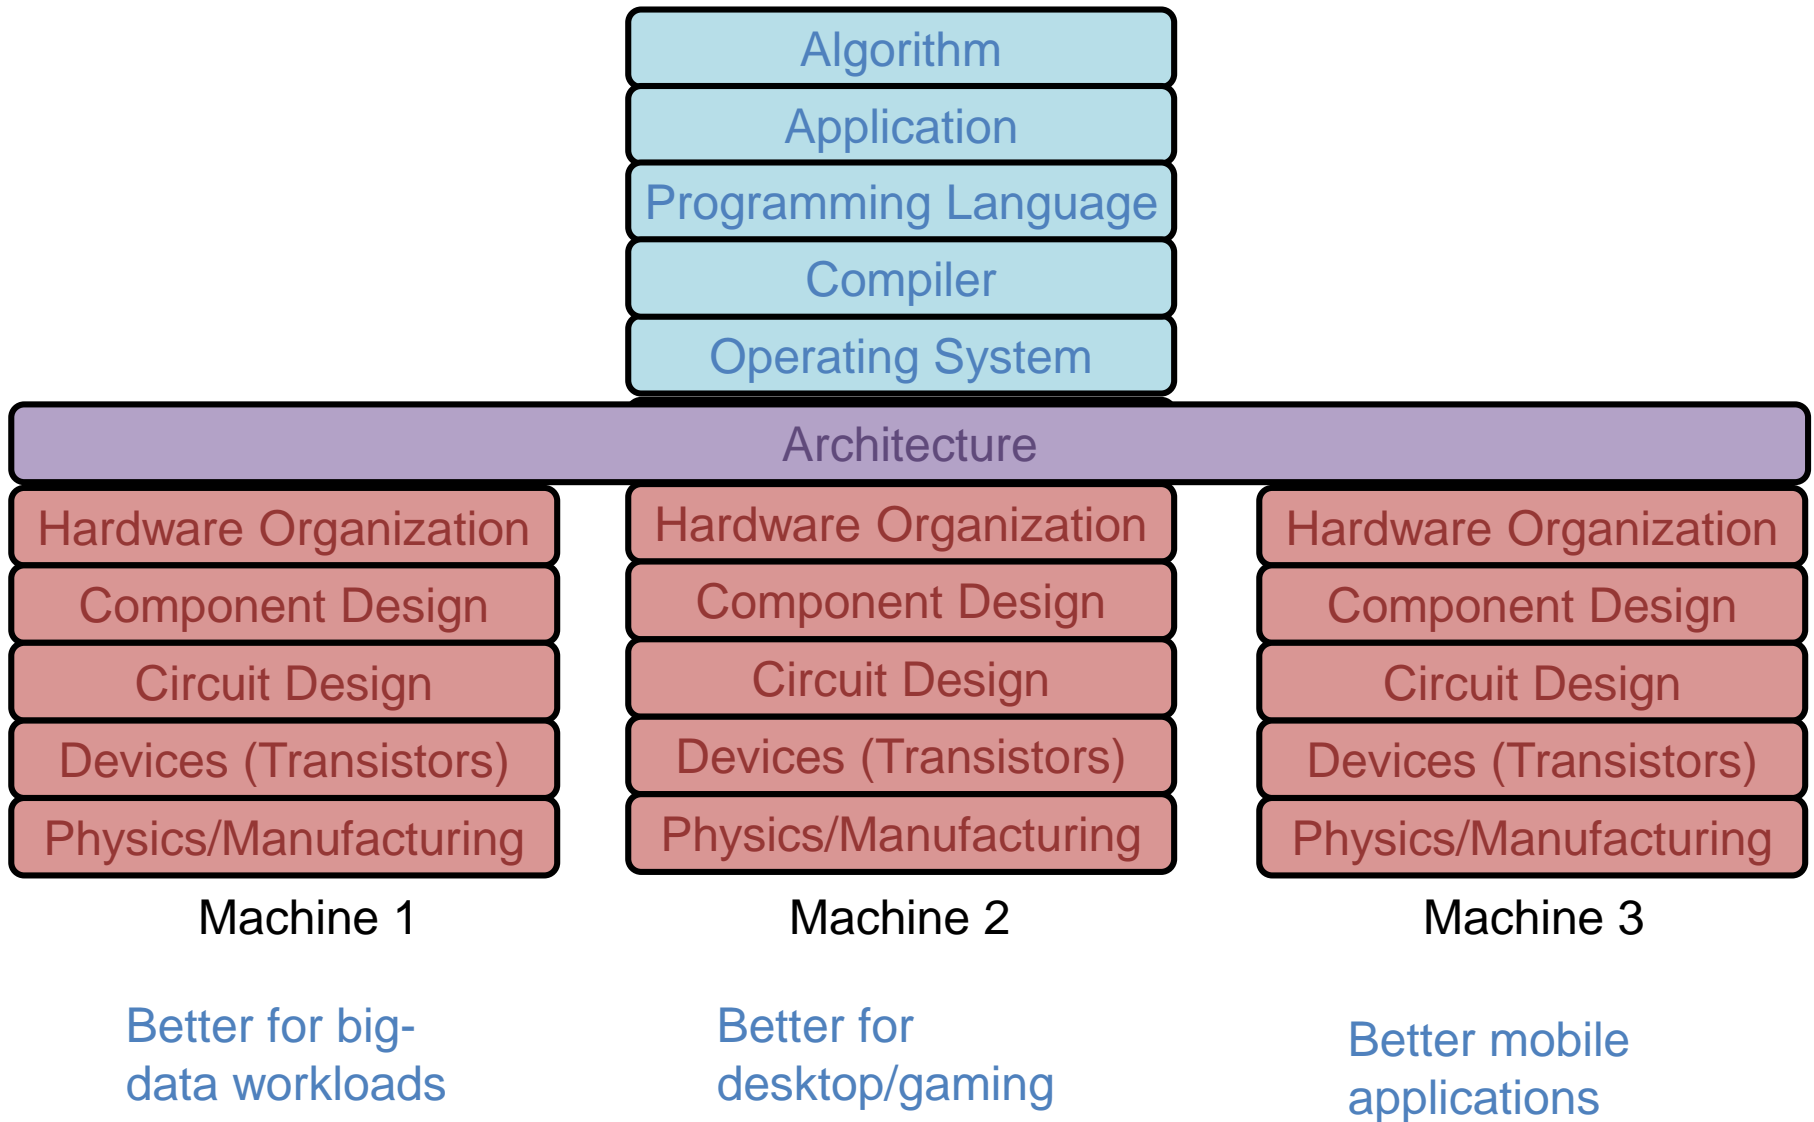 Algorithm
Application
Programming Language
Compiler
Operating System
Architecture
Hardware Organization
Component Design
Circuit Design
Devices (Transistors)
Physics/Manufacturing
Machine 1
Better for big-
data workloads
Hardware Organization
Component Design
Circuit Design
Devices (Transistors)
Physics/Manufacturing
Machine 2
Better for
desktop/gaming
Hardware Organization
Component Design
Circuit Design
Devices (Transistors)
Physics/Manufacturing
Machine 3
Better mobile
applications